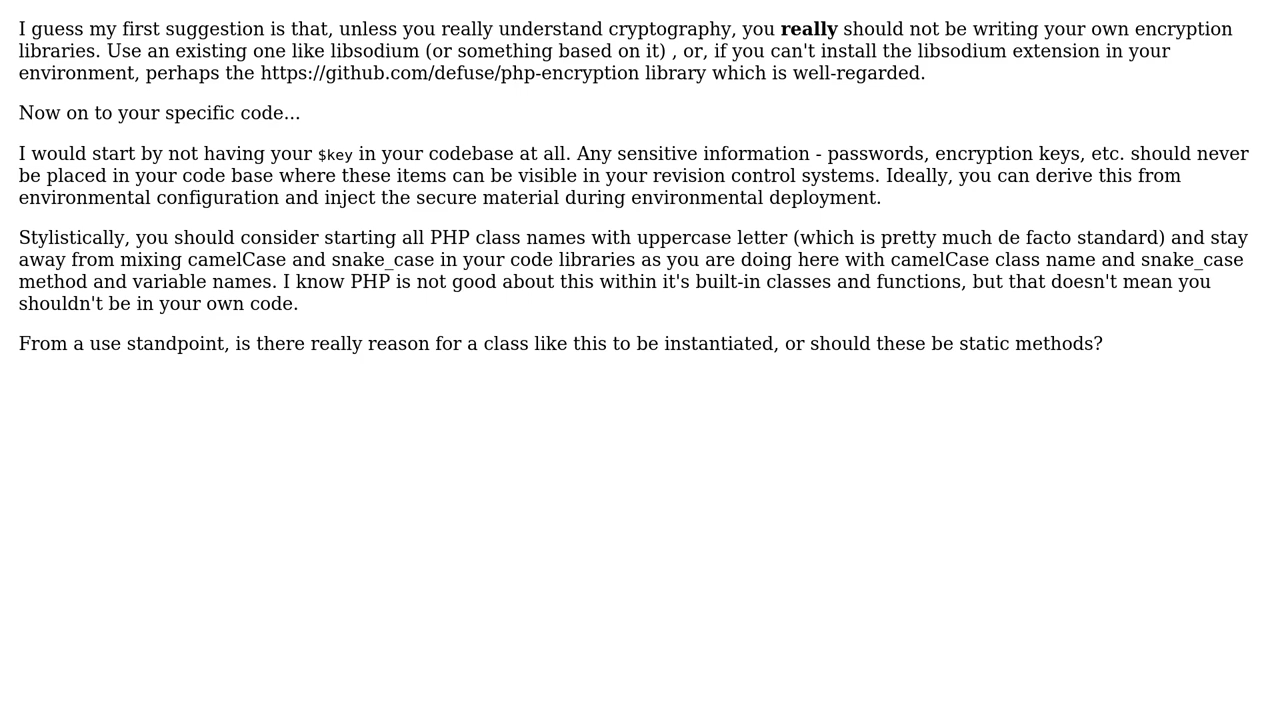 I guess my first suggestion is that, unless you really understand cryptography, you really should not be writing your own encryption
libraries. Use an existing one like libsodium (or something based on it) , or, if you can't install the libsodium extension in your
environment, perhaps the https://github.com/defuse/php-encryption library which is well-regarded.
Now on to your specific code...
I would start by not having your $key in your codebase at all. Any sensitive information - passwords, encryption keys, etc. should never
be placed in your code base where these items can be visible in your revision control systems. Ideally, you can derive this from
environmental configuration and inject the secure material during environmental deployment.
Stylistically, you should consider starting all PHP class names with uppercase letter (which is pretty much de facto standard) and stay
away from mixing camelCase and snake_case in your code libraries as you are doing here with camelCase class name and snake_case
method and variable names. I know PHP is not good about this within it's built-in classes and functions, but that doesn't mean you
shouldn't be in your own code.
From a use standpoint, is there really reason for a class like this to be instantiated, or should these be static methods?